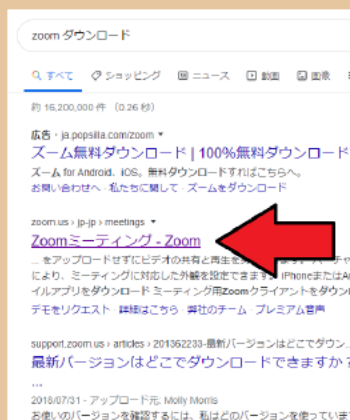 zoom ダウンロード
すべて ショッピング ニュース 動画 画像
約 16,200,000 件 (0.26 秒)
広告・ja.popsilla.com/zoom
ズーム無料ダウンロード | 100%無料ダウンロード
ズーム for Android、iOS。無料ダウンロードすればこちらへ。
お問い合わせへ・私たちに関して・ズームをダウンロード
zoom.us › jp-jp › meetings
Zoomミーティング - Zoom
... をアップロードせずにビデオの共有と再生を
により、ミーティングに対応した外観を設定できます。iPhoneまたはA
イルアプリをダウンロード ミーティング用Zoomクライアントをダウン
デモをリクエスト・詳細はこちら・弊社のチーム・プレミアム音声
support.zoom.us › articles › 201362233-最新バージョンはどこでダウン...
最新バージョンはどこでダウンロードできますか?
...
2018/07/31 - アップロード元: Molly Morris
お使いのバージョンを確認するには、私はどのバージョンを使っていま